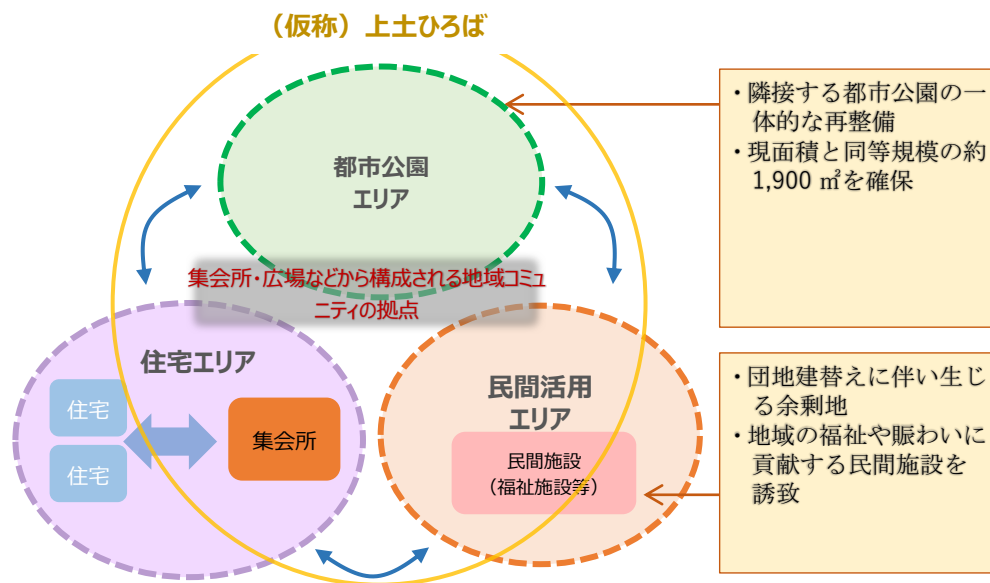 （仮称）上土ひろば
都市公園
エリア
・隣接する都市公園の一
体的な再整備
・現面積と同等規模の約
1,900 ㎡を確保
集会所・広場などから構成される地域コミュ
ニティの拠点
住宅エリア
住宅
住宅
集会所
民間活用
エリア
民間施設
（福祉施設等）
・団地建替えに伴い生じ
る余剰地
・地域の福祉や賑わいに
貢献する民間施設を
誘致